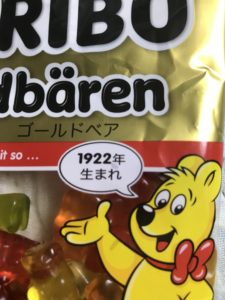 RIBO
dbären
ゴールドベア
it so ...
1922年
生まれ